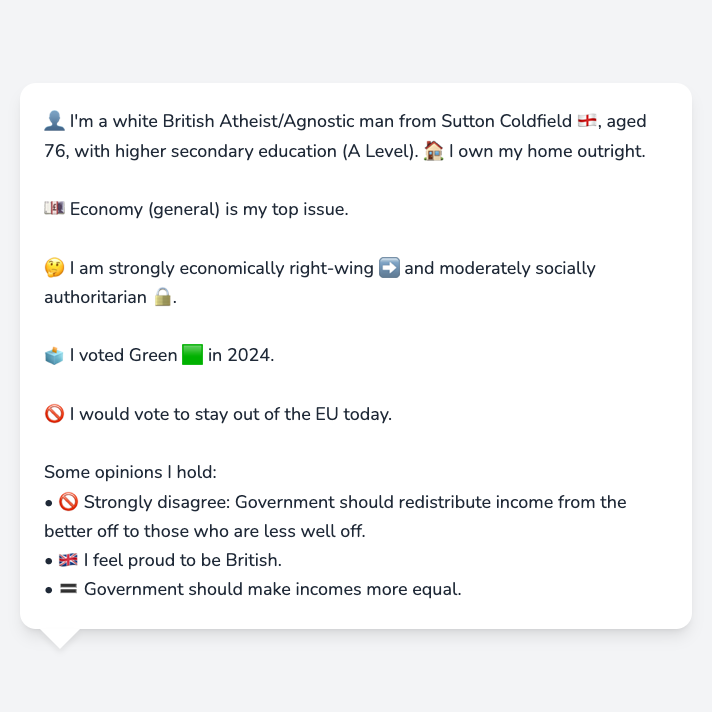 👤 I'm a white British Atheist/Agnostic man from Sutton Coldfield 🏴󠁧󠁢󠁥󠁮󠁧󠁿, aged
76, with higher secondary education (A Level). 🏠 I own my home outright.
💷 Economy (general) is my top issue.
🤔 I am strongly economically right-wing ➡️ and moderately socially
authoritarian 🔒.
🗳️ I voted Green 🟩 in 2024.
🚫 I would vote to stay out of the EU today.
Some opinions I hold:
• 🚫 Strongly disagree: Government should redistribute income from the
better off to those who are less well off.
• 🇬🇧 I feel proud to be British.
• 🟰 Government should make incomes more equal.